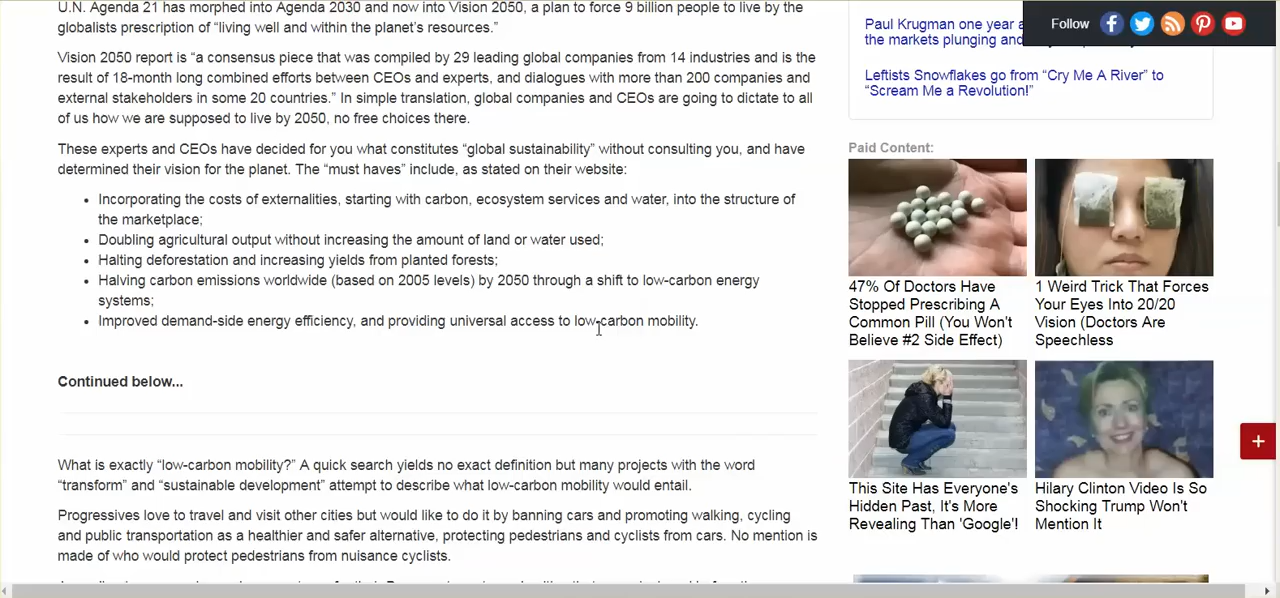 U.N. Agenda 21 has morphed into Agenda 2030 and now into Vision 2050, a plan to force 9 billion people to live by the
globalists prescription of “living well and within the planet’s resources.”
Vision 2050 report is “a consensus piece that was compiled by 29 leading global companies from 14 industries and is the
result of 18-month long combined efforts between CEOs and experts, and dialogues with more than 200 companies and
external stakeholders in some 20 countries.” In simple translation, global companies and CEOs are going to dictate to all
of us how we are supposed to live by 2050, no free choices there.
These experts and CEOs have decided for you what constitutes “global sustainability” without consulting you, and have
determined their vision for the planet. The “must haves” include, as stated on their website:
• Incorporating the costs of externalities, starting with carbon, ecosystem services and water, into the structure of
the marketplace;
• Doubling agricultural output without increasing the amount of land or water used;
• Halting deforestation and increasing yields from planted forests;
• Halving carbon emissions worldwide (based on 2005 levels) by 2050 through a shift to low-carbon energy
systems;
• Improved demand-side energy efficiency, and providing universal access to low-carbon mobility.
Continued below...
What is exactly “low-carbon mobility?” A quick search yields no exact definition but many projects with the word
“transform” and “sustainable development” attempt to describe what low-carbon mobility would entail.
Progressives love to travel and visit other cities but would like to do it by banning cars and promoting walking, cycling
and public transportation as a healthier and safer alternative, protecting pedestrians and cyclists from cars. No mention is
made of who would protect pedestrians from nuisance cyclists.
Follow
Paul Krugman one year a
the markets plunging and
Leftists Snowflakes go from “Cry Me A River” to
“Scream Me a Revolution!”
Paid Content:
47% Of Doctors Have
Stopped Prescribing A
Common Pill (You Won't
Believe #2 Side Effect)
1 Weird Trick That Forces
Your Eyes Into 20/20
Vision (Doctors Are
Speechless
This Site Has Everyone's
Hidden Past, It's More
Revealing Than 'Google'!
Hilary Clinton Video Is So
Shocking Trump Won't
Mention It